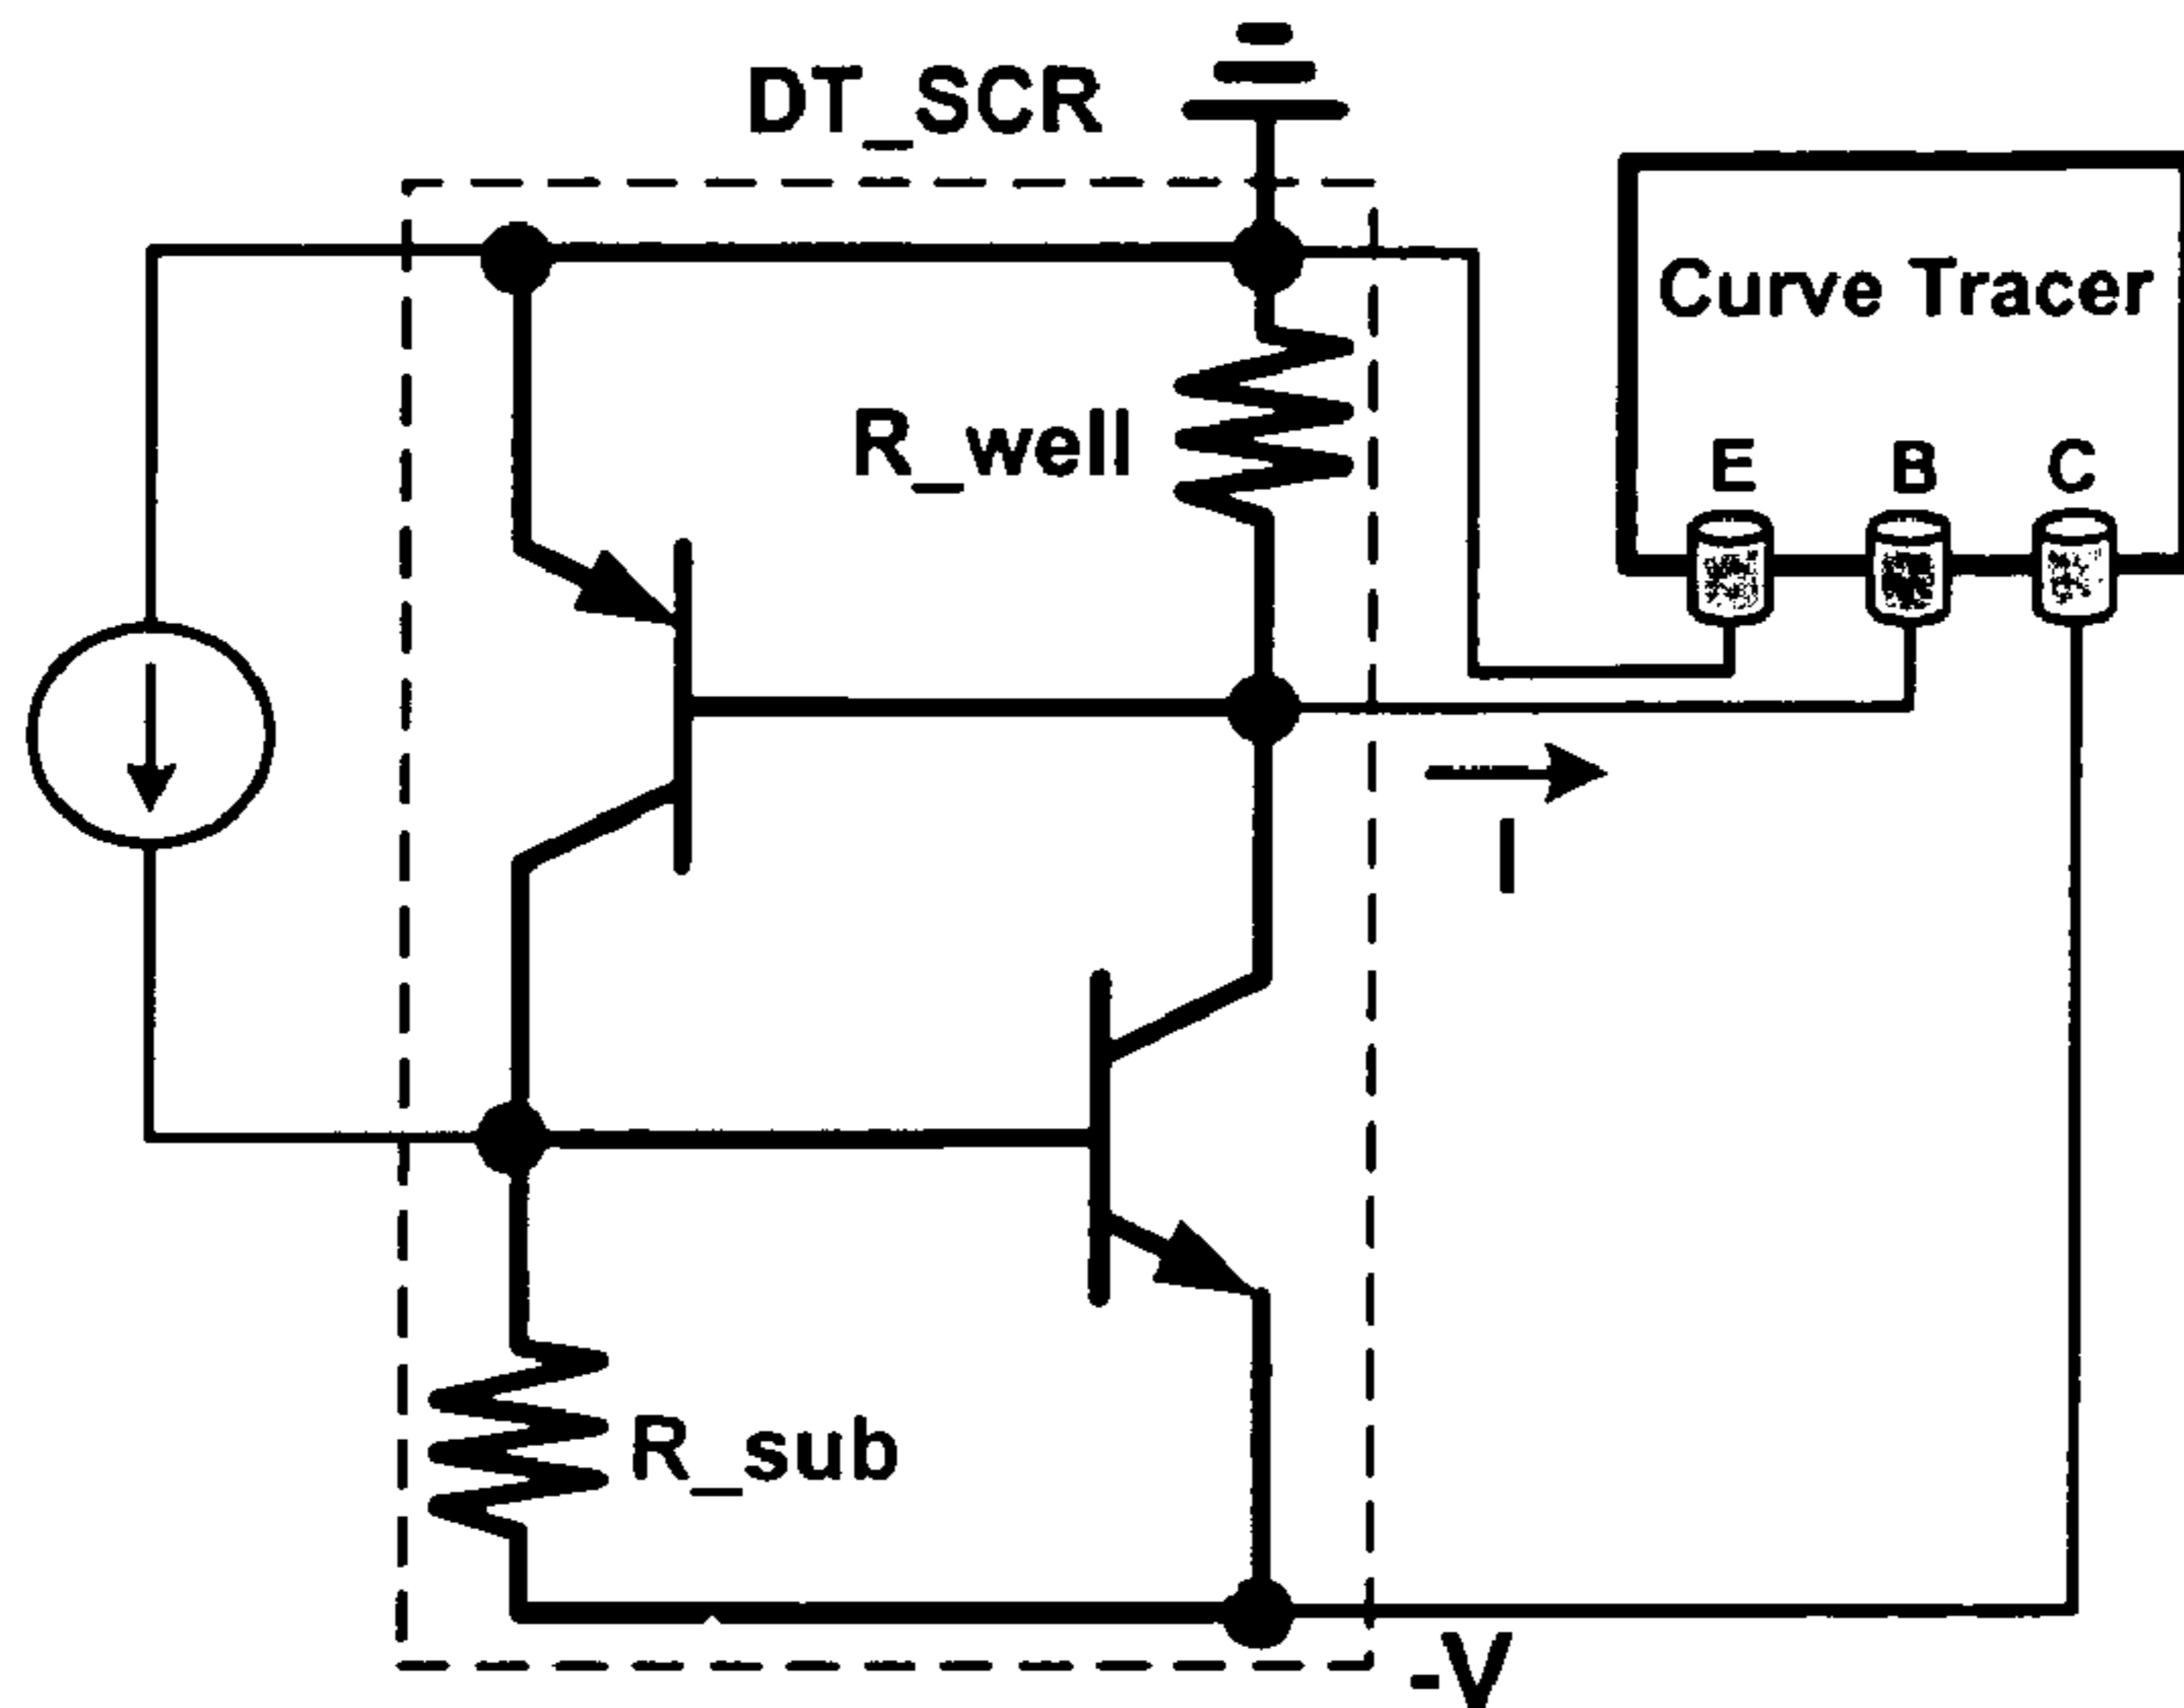 DT_SCR
Curve Tracer
R_well
E B C
I
R_sub
-V